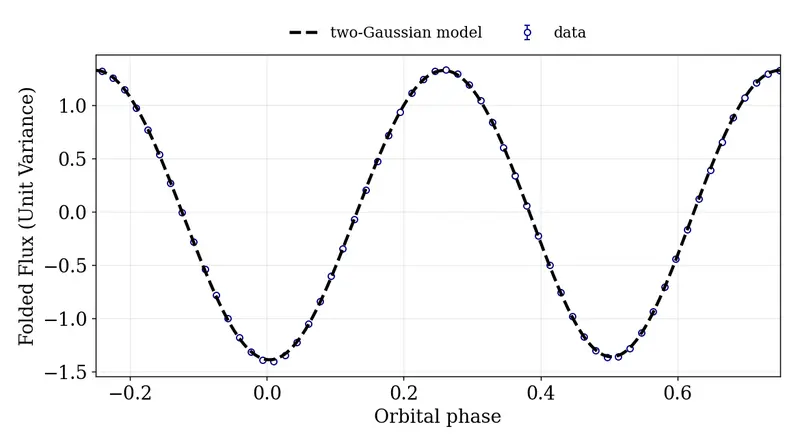 two-Gaussian model
data
Folded Flux (Unit Variance)
1.0
0.5
0.0
−0.5
−1.0
−1.5
−0.2
0.0
0.2
0.4
0.6
Orbital phase